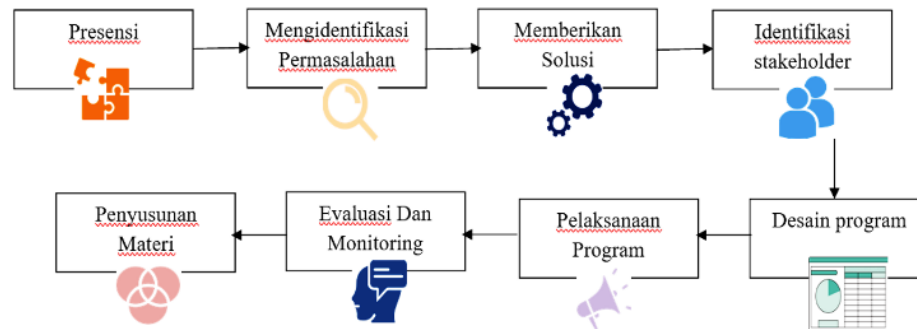 Presensi
Mengidentifikasi
Permasalahan
Memberikan
Solusi
Identifikasi
stakeholder
Desain program
Pelaksanaan
Program
Evaluasi Dan
Monitoring
Penyusunan
Materi